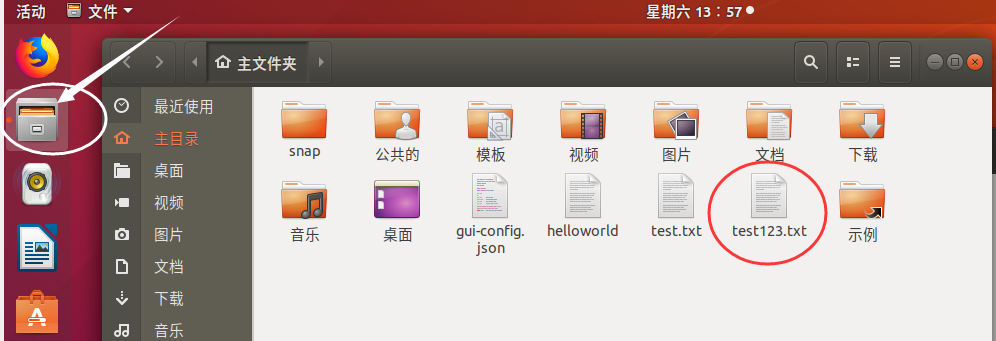 活动
文件
星期六 13：57
主文件夹
最近使用
主目录
桌面
视频
图片
文档
下载
音乐
snap
公共的
模板
视频
图片
文档
下载
音乐
桌面
gui-config.
json
helloworld
test.txt
test123.txt
示例